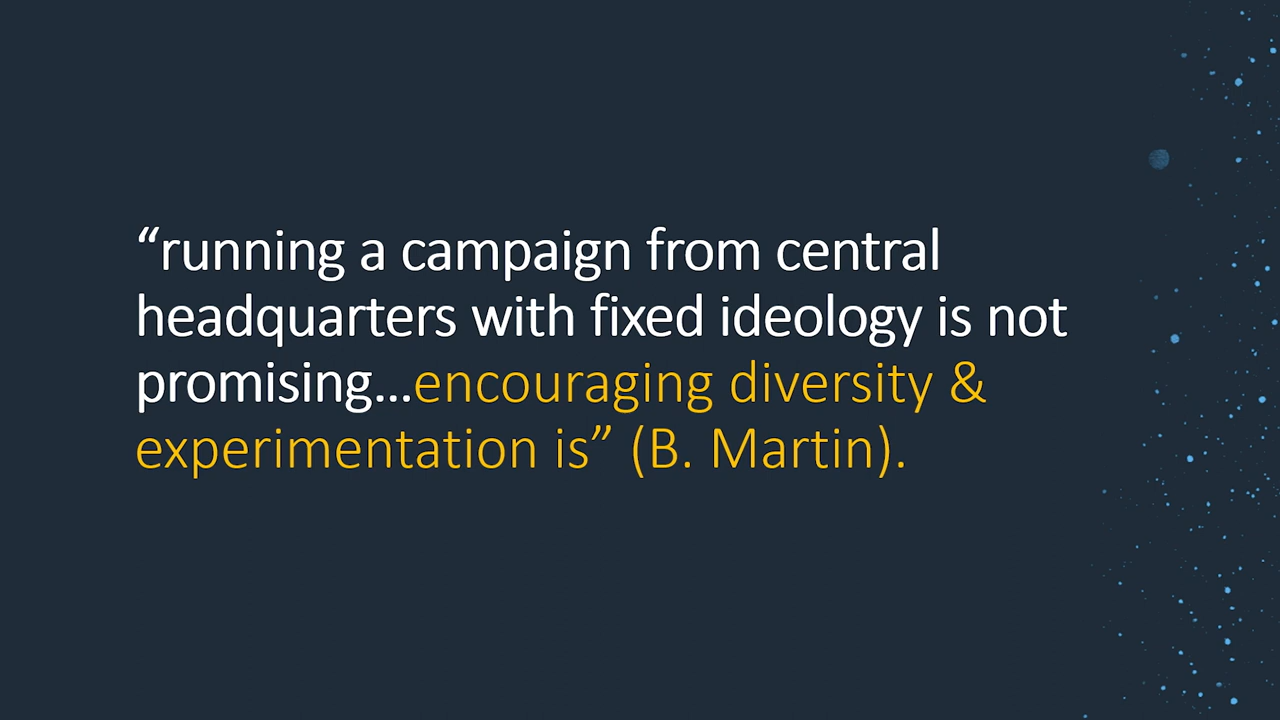 “running a campaign from central
headquarters with fixed ideology is not
promising...encouraging diversity &
experimentation is” (B. Martin).